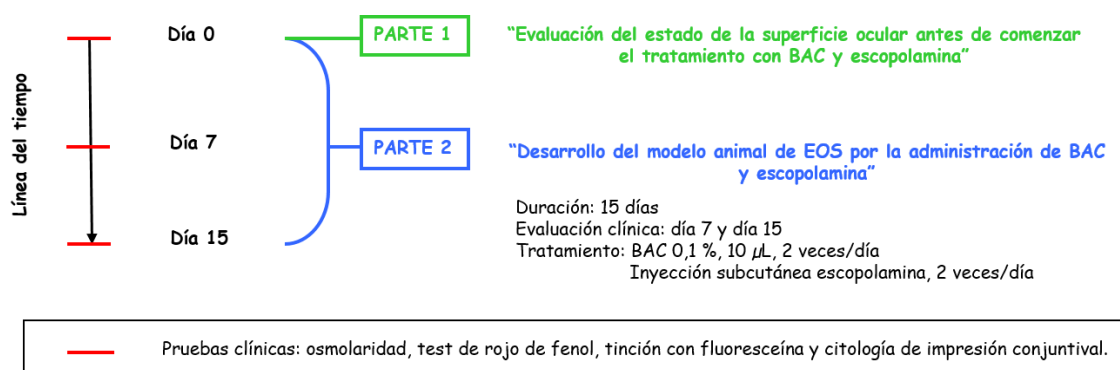 Línea del tiempo
Día 0
PARTE 1
“Evaluación del estado de la superficie ocular antes de comenzar
el tratamiento con BAC y escopolamina”
Día 7
PARTE 2
“Desarrollo del modelo animal de EOS por la administración de BAC
y escopolamina”
Día 15
Duración: 15 días
Evaluación clínica: día 7 y día 15
Tratamiento: BAC 0,1 %, 10 µL, 2 veces/día
Inyección subcutánea escopolamina, 2 veces/día
Pruebas clínicas: osmolaridad, test de rojo de fenol, tinción con fluoresceína y citología de impresión conjuntival.